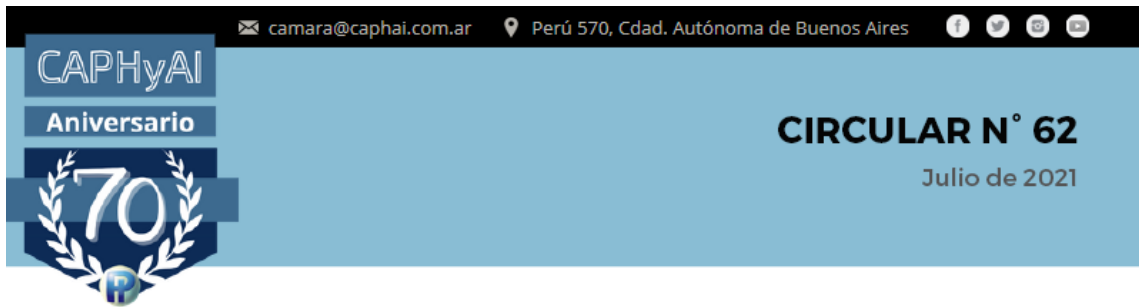 camara@caphai.com.ar Perú 570, Cdad. Autónoma de Buenos Aires
CAPHyAI
Aniversario
70
CIRCULAR N° 62
Julio de 2021